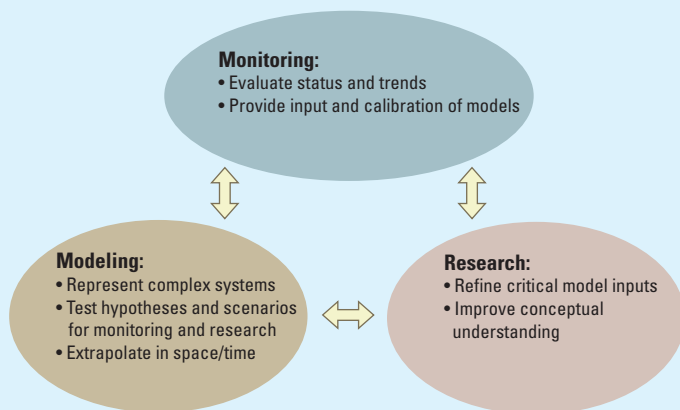 Monitoring:
• Evaluate status and trends
• Provide input and calibration of models
Modeling:
• Represent complex systems
• Test hypotheses and scenarios
for monitoring and research
• Extrapolate in space/time
Research:
• Refine critical model inputs
• Improve conceptual
understanding